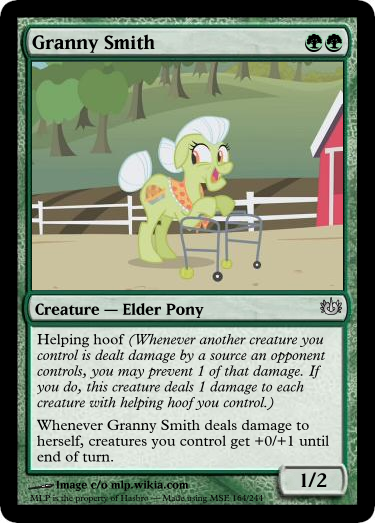 Granny Smith
Creature — Elder Pony
Helping hoof (Whenever another creature you
control is dealt damage by a source an opponent
controls, you may prevent 1 of that damage. If
you do, this creature deals 1 damage to each
creature with helping hoof you control.)
Whenever Granny Smith deals damage to
herself, creatures you control get +0/+1 until
end of turn.
1/2
Image c/o mlp.wikia.com
MLP is the property of Hasbro — Made using MSE 164/244